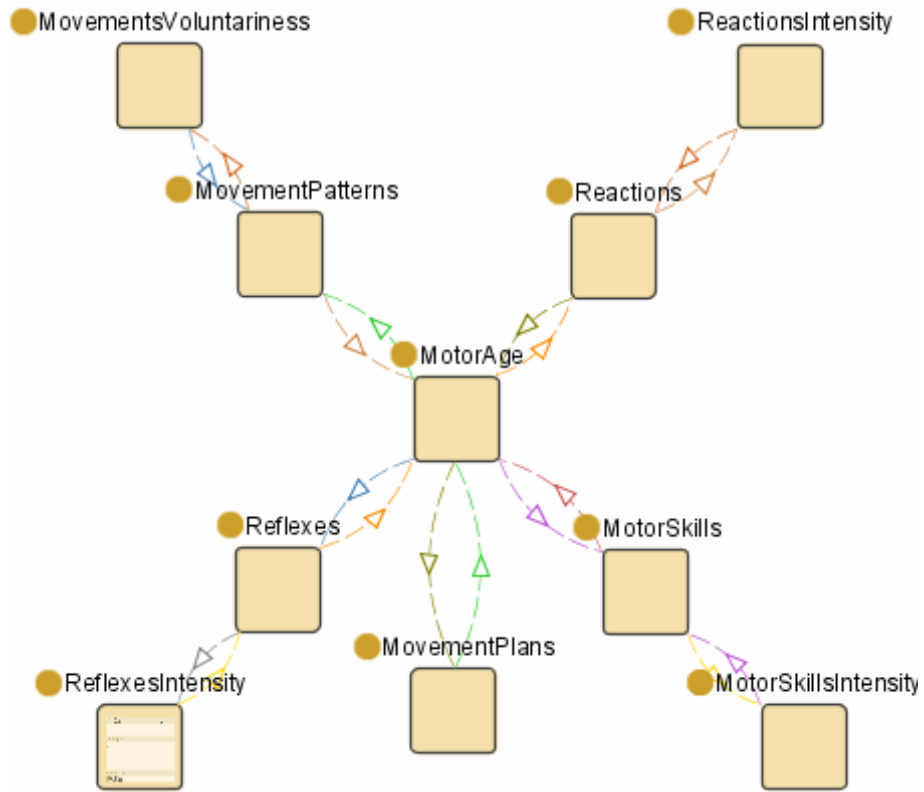 MovementsVoluntariness
ReactionsIntensity
MovementPatterns
Reactions
MotorAge
Reflexes
MotorSkills
MovementPlans
ReflexesIntensity
MotorSkillsIntensity